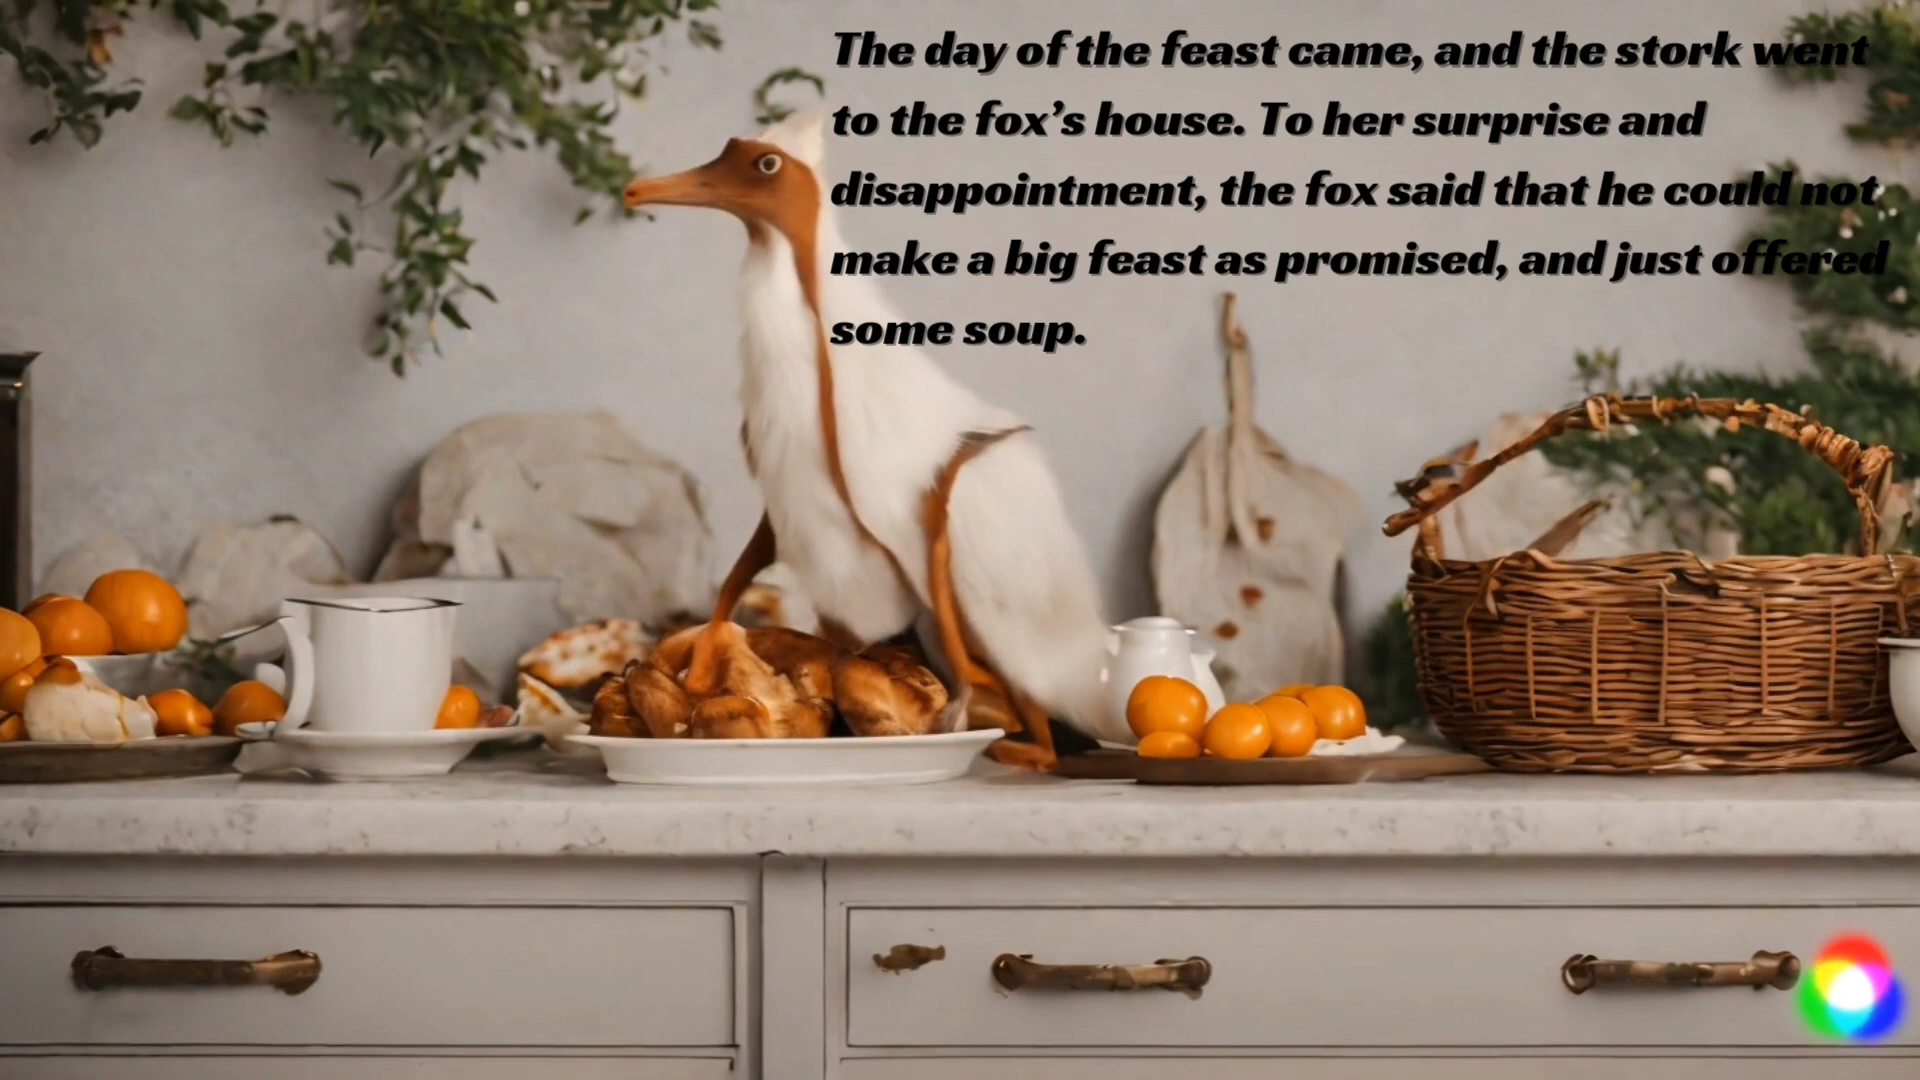 The day of the feast came, and the stork went
to the fox’s house. To her surprise and
disappointment, the fox said that he could not
make a big feast as promised, and just offered
some soup.